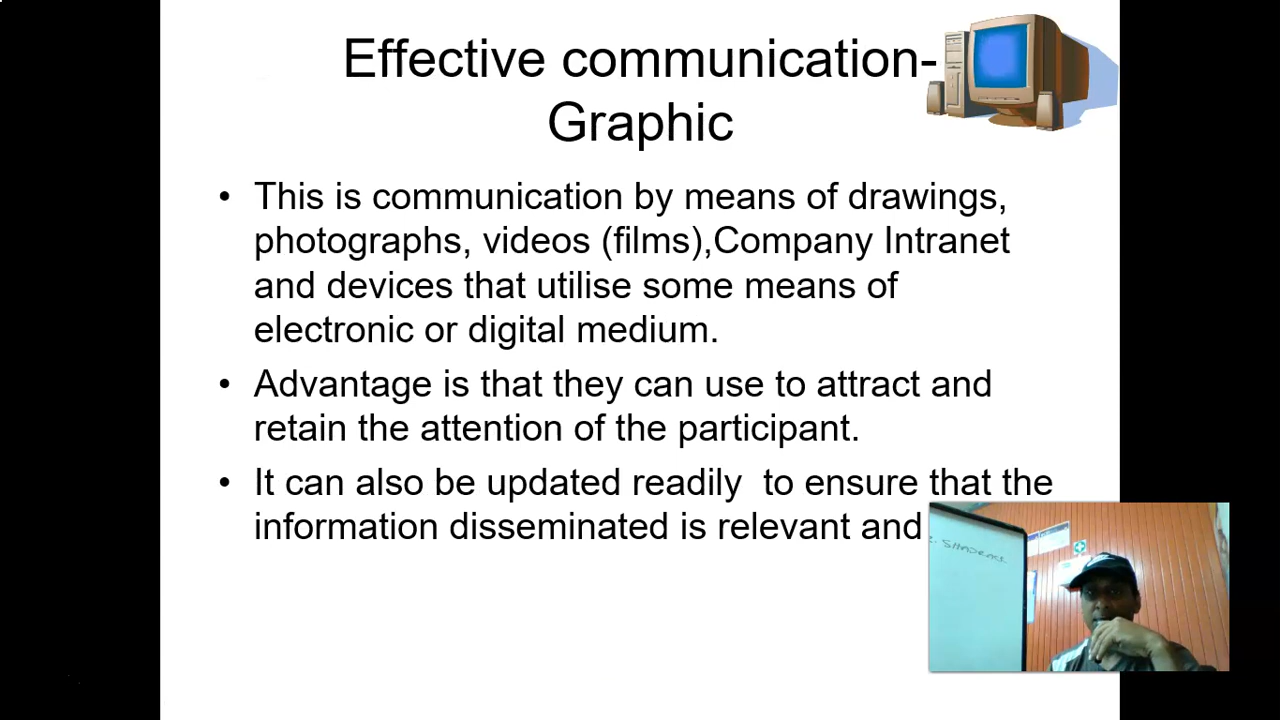 Effective communication-
Graphic
• This is communication by means of drawings,
photographs, videos (films),Company Intranet
and devices that utilise some means of
electronic or digital medium.
• Advantage is that they can use to attract and
retain the attention of the participant.
• It can also be updated readily  to ensure that the
information disseminated is relevant and